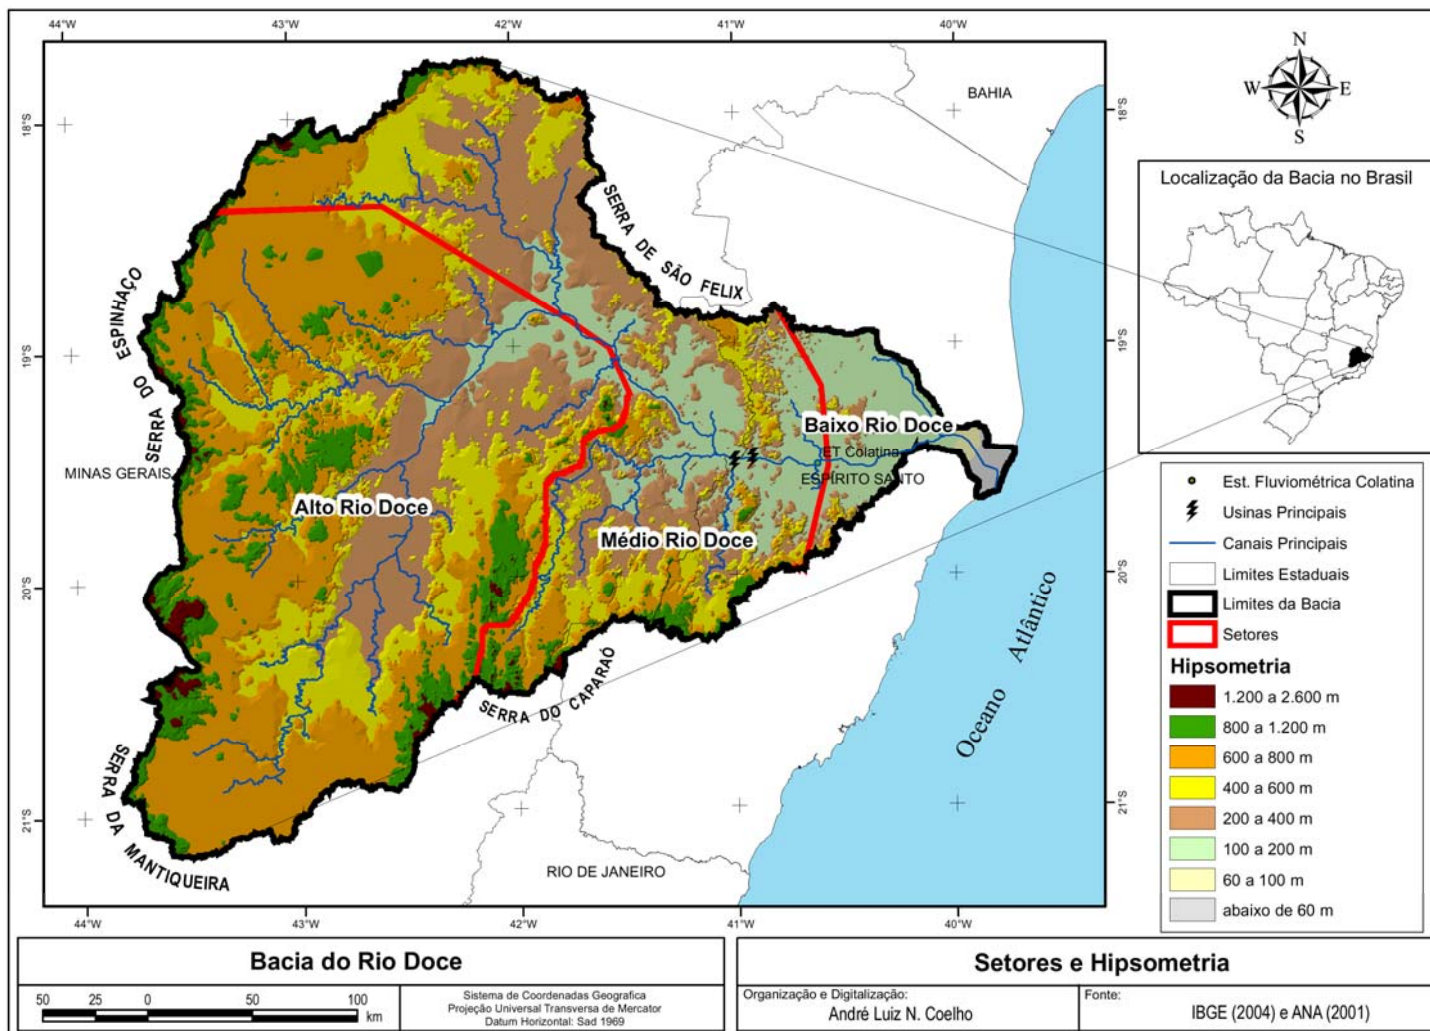 44°W
43°W
42°W
41°W
40°W
18°S
18°S
BAHIA
N
W
E
S
Localização da Bacia no Brasil
SERRA DE SÃO FELIX
SERRA DO ESPINHAÇO
19°S
19°S
MINAS GERAIS
Baixo Rio Doce
ET Colatina
ESPÍRITO SANTO
Alto Rio Doce
Médio Rio Doce
20°S
20°S
SERRA DO CAPARAÓ
SERRA DA MANTIQUEIRA
Oceano Atlântico
21°S
21°S
RIO DE JANEIRO
44°W
43°W
42°W
41°W
40°W
Est. Fluviométrica Colatina
Usinas Principais
Canais Principais
Limites Estaduais
Limites da Bacia
Setores
Hipsometria
1.200 a 2.600 m
800 a 1.200 m
600 a 800 m
400 a 600 m
200 a 400 m
100 a 200 m
60 a 100 m
abaixo de 60 m
Bacia do Rio Doce
50 25 0 50 100
km
Sistema de Coordenadas Geografica
Projeção Universal Transversa de Mercator
Datum Horizontal: Sad 1969
Setores e Hipsometria
Organização e Digitalização:
André Luiz N. Coelho
Fonte:
IBGE (2004) e ANA (2001)